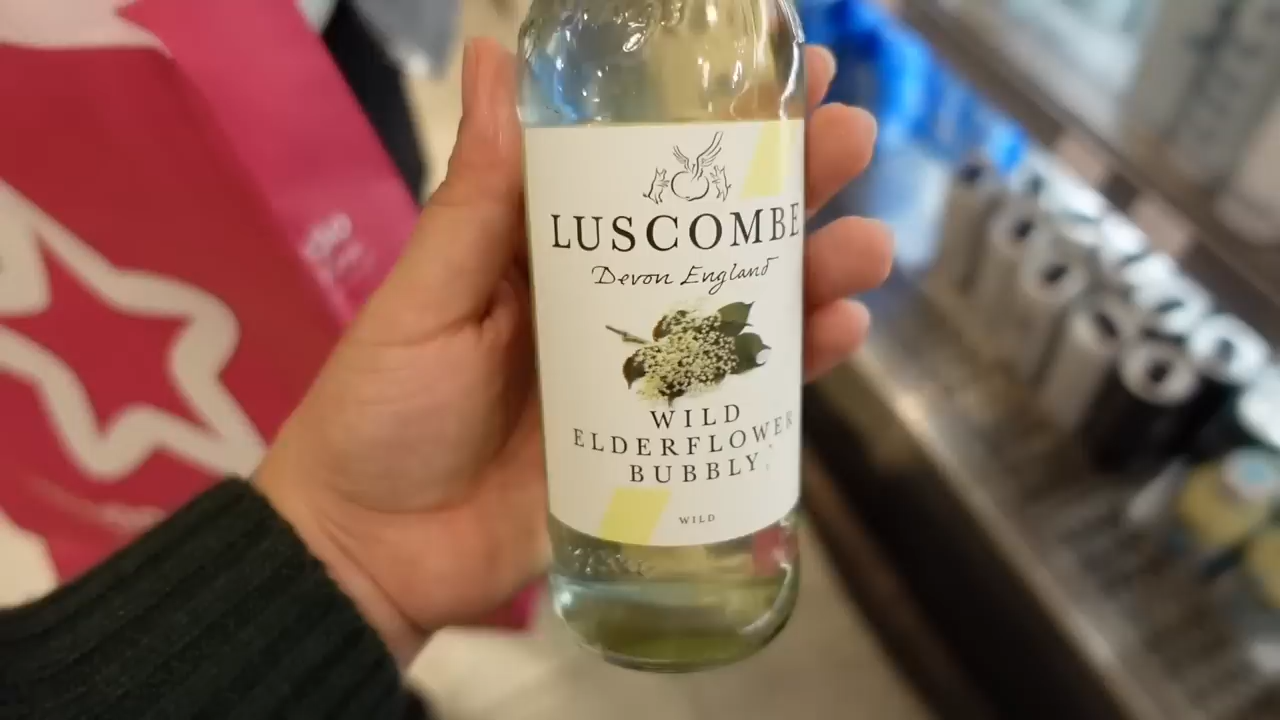 LUSCOMBE
Devon England
WILD
ELDERFLOWER
BUBBLY
WILD